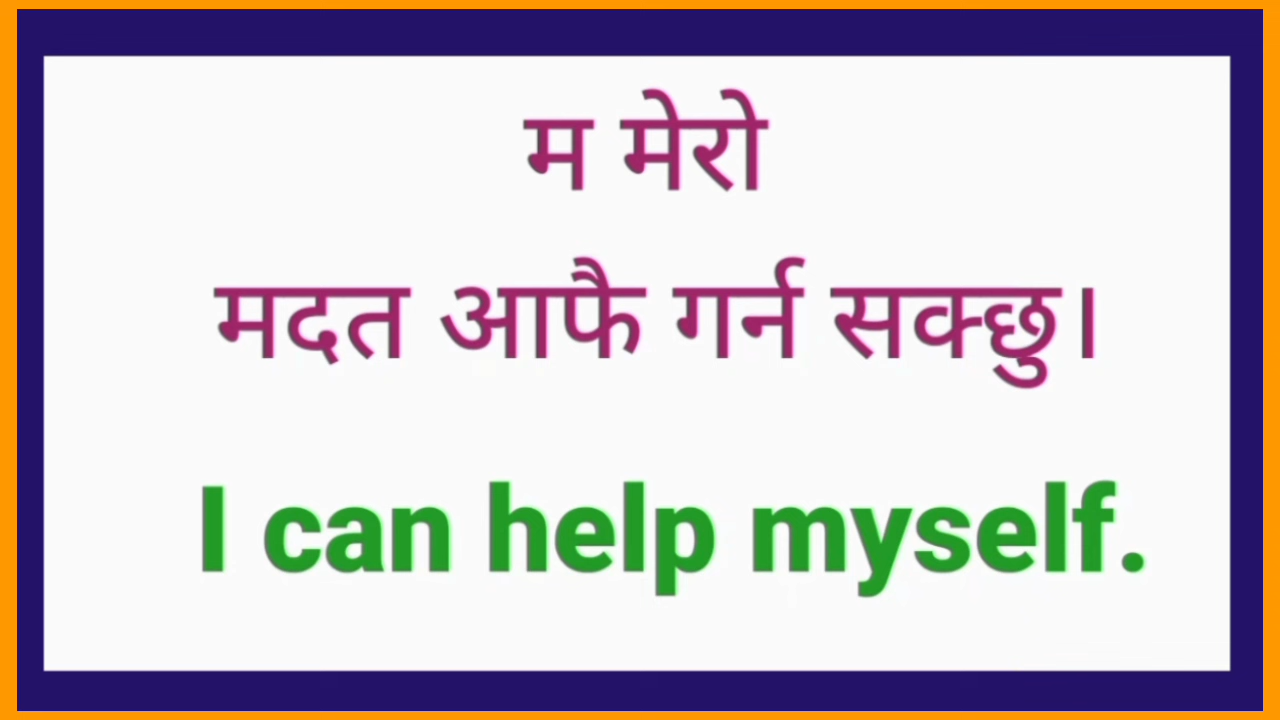 म मेरो
मदत आफै गर्न सक्छु।
I can help myself.